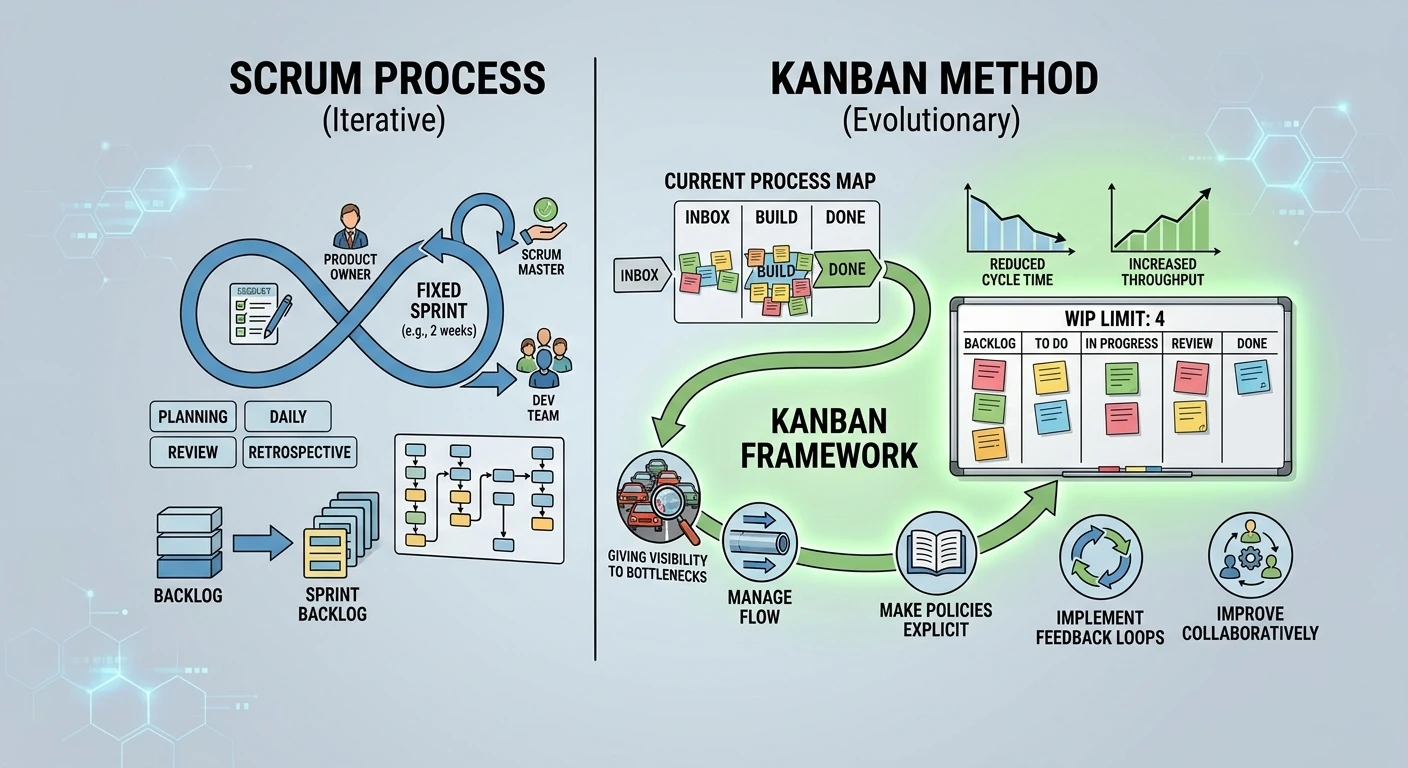 SCRUM PROCESS
(Iterative)
PRODUCT
OWNER
SCRUM
MASTER
FIXED
SPRINT
(e.g., 2 weeks)
DEV
TEAM
PLANNING
DAILY
REVIEW
RETROSPECTIVE
BACKLOG
SPRINT
BACKLOG
KANBAN METHOD
(Evolutionary)
CURRENT PROCESS MAP
INBOX
BUILD
DONE
INBOX
BUILD
DONE
REDUCED
CYCLE TIME
INCREASED
THROUGHPUT
WIP LIMIT: 4
BACKLOG
TO DO
IN PROGRESS
REVIEW
DONE
KANBAN
FRAMEWORK
GIVING VISIBILITY
TO BOTTLENECKS
MANAGE
FLOW
MAKE POLICIES
EXPLICIT
IMPLEMENT
FEEDBACK LOOPS
IMPROVE
COLLABORATIVELY